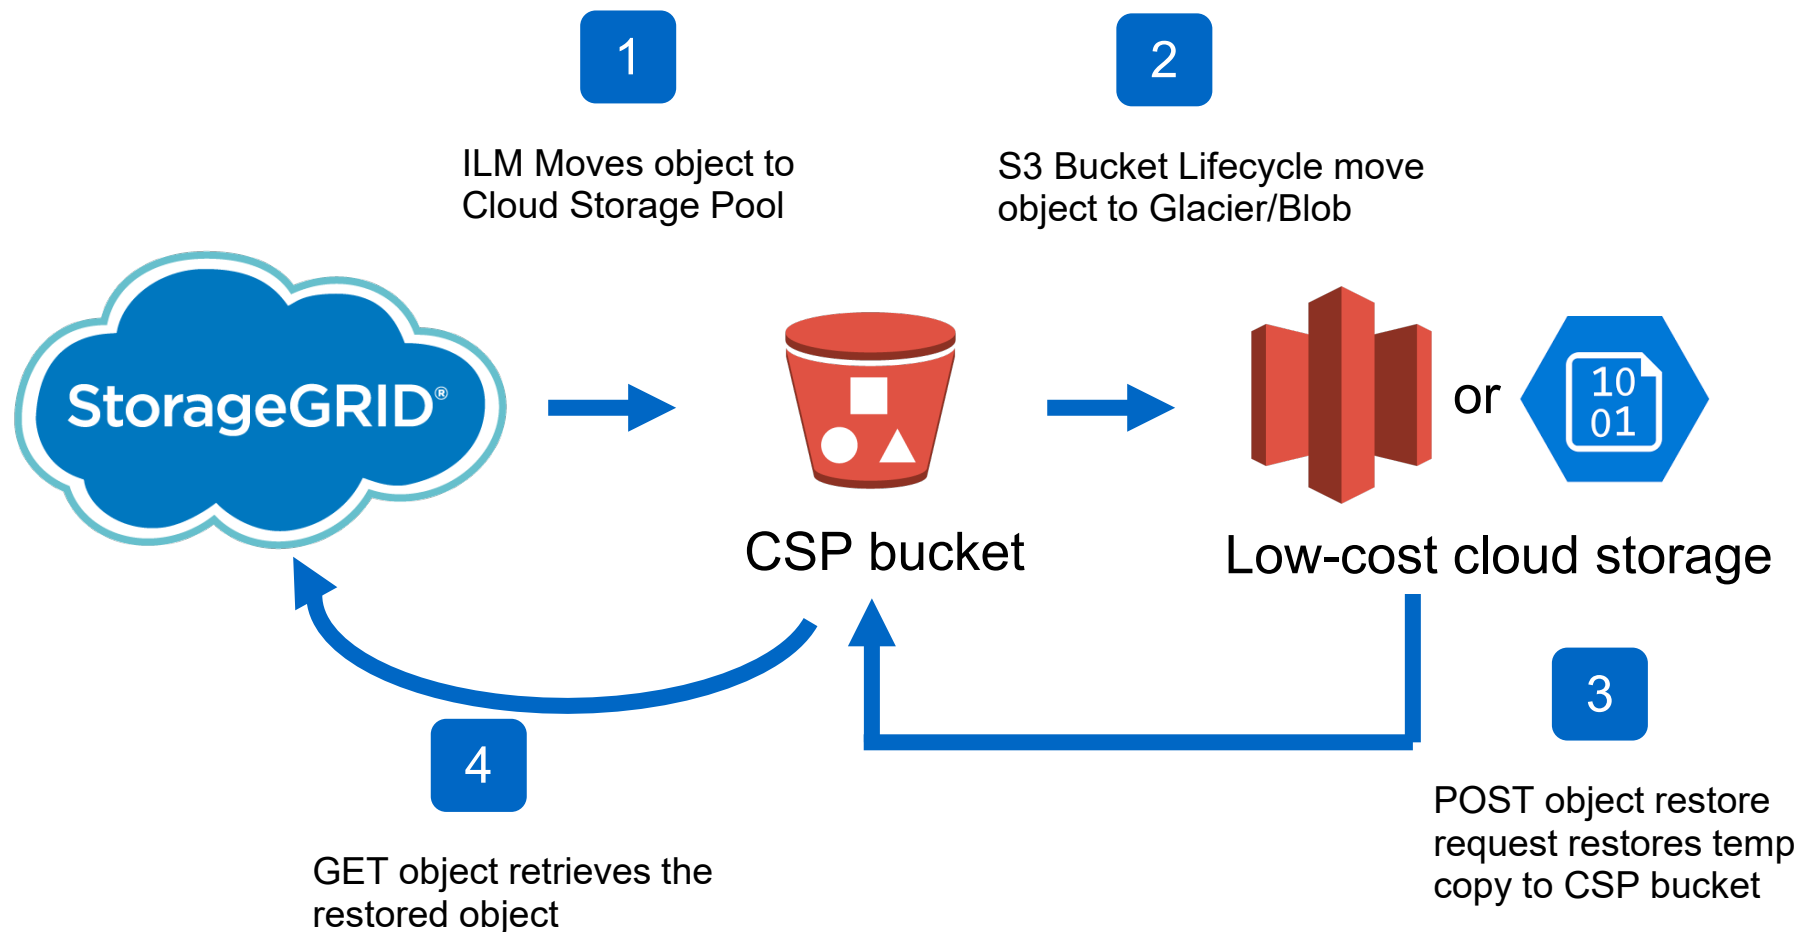 1
ILM Moves object to
Cloud Storage Pool
2
S3 Bucket Lifecycle move
object to Glacier/Blob
StorageGRID®
or
10
01
CSP bucket
Low-cost cloud storage
3
POST object restore
request restores temp
copy to CSP bucket
4
GET object retrieves the
restored object